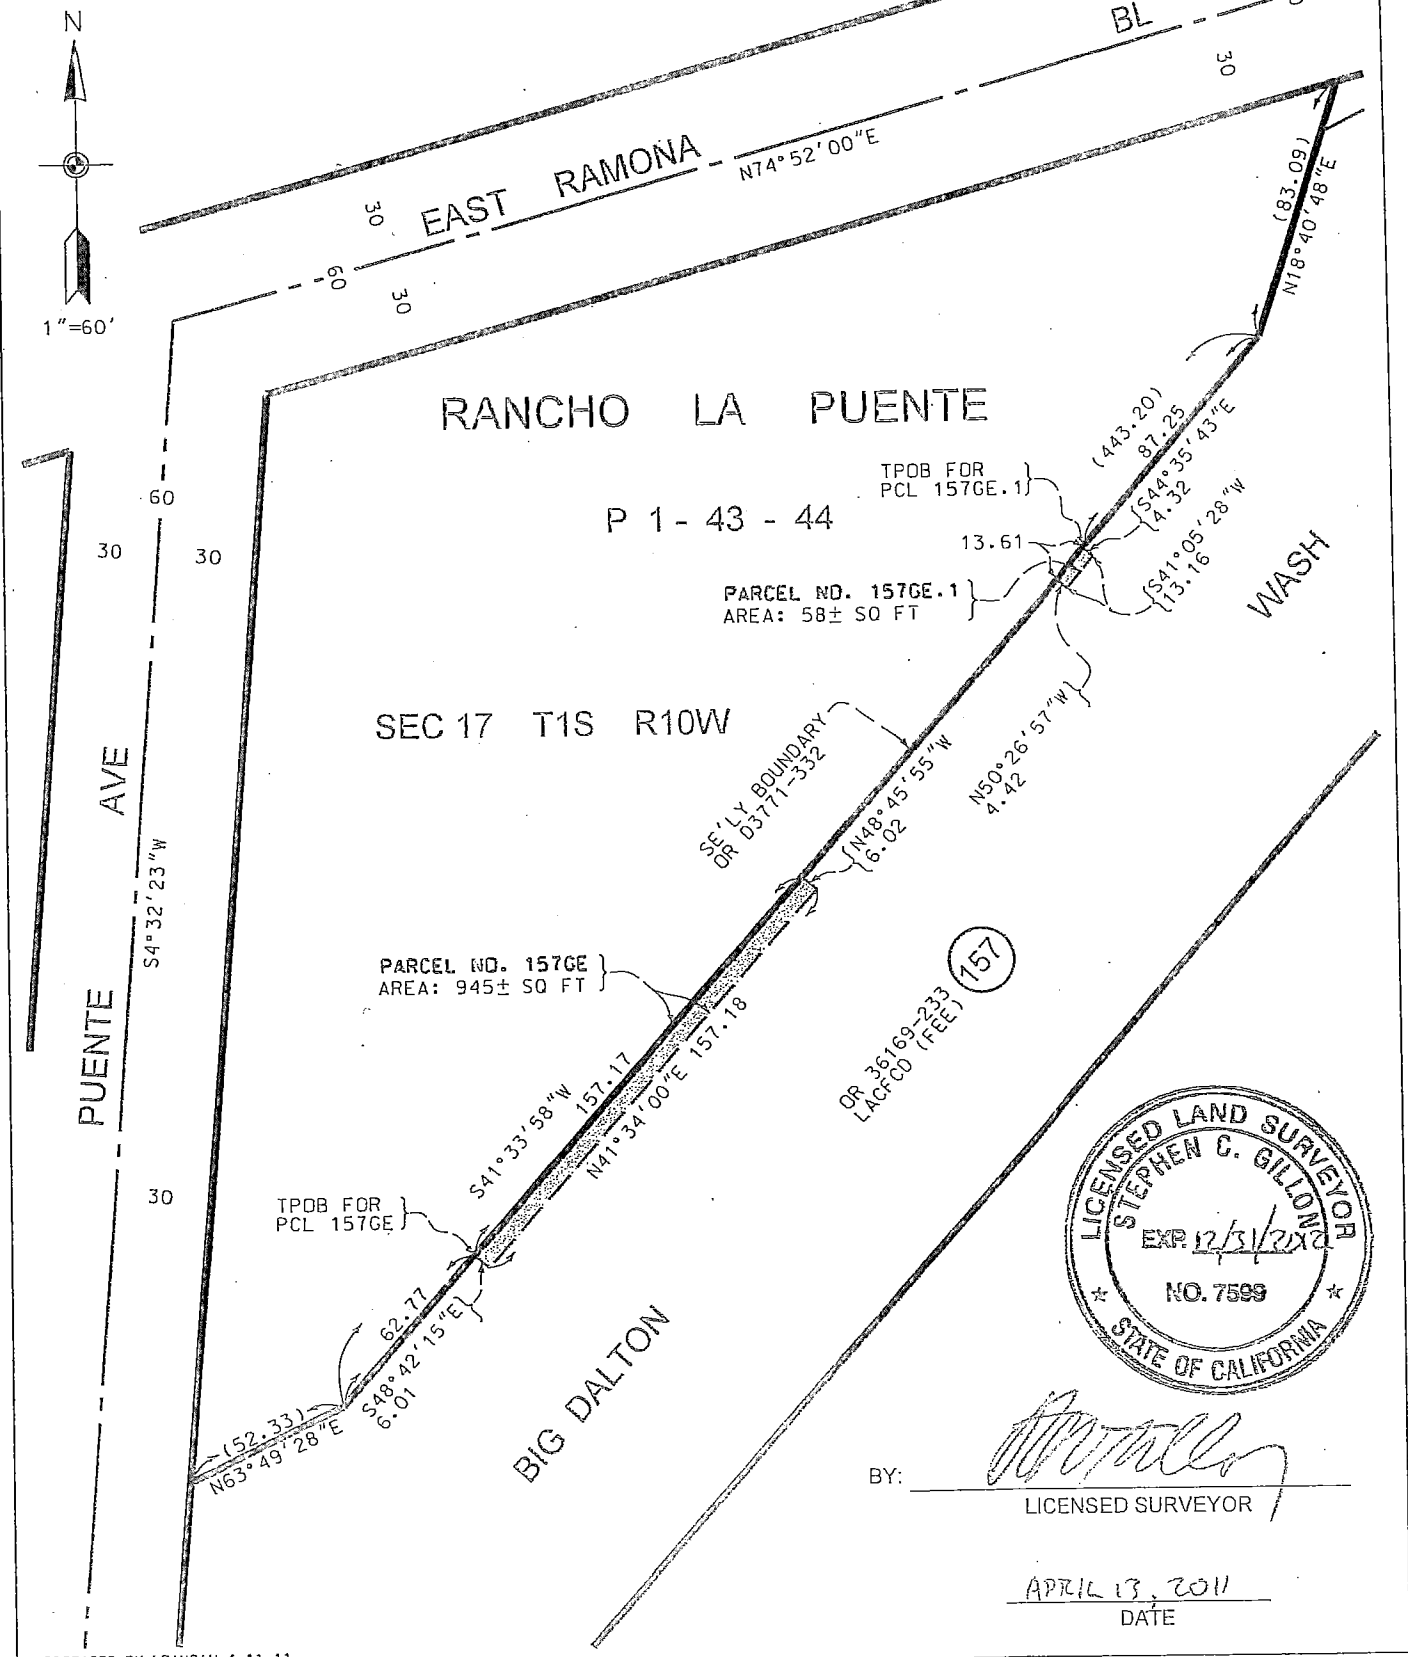 N
1"=60'
BL
30
EAST RAMONA
N74°52'00"E
30
60
30
(83.09)
N18°40'48"E
RANCHO LA PUENTE
(443.20)
87.25
TPOB FOR
PCL 157GE.1}
S44°35'43"E
4.32
P 1 - 43 - 44
60
30
30
13.61
S41°05'28"W
13.16
PARCEL NO. 157GE.1
AREA: 58± SQ FT
WASH
SEC 17 T1S R10W
N50°26'57"W
4.42
SE'LY BOUNDARY
OR D3771-332
N48°45'55"W
6.02
PUENTE AVE
S4°32'23"W
PARCEL NO. 157GE
AREA: 945± SQ FT
157
OR 36169-233
LACFCD (FEE)
S41°33'58"W 157.17
N41°34'00"E 157.18
30
TPOB FOR
PCL 157GE
62.77
S48°42'15"E
6.01
(52.33)
N63°49'28"E
BIG DALTON
LICENSED LAND SURVEYOR
STEPHEN C. GILLON
EXP. 12/31/2012
NO. 7599
STATE OF CALIFORNIA
BY:
LICENSED SURVEYOR
APRIL 13, 2011
DATE